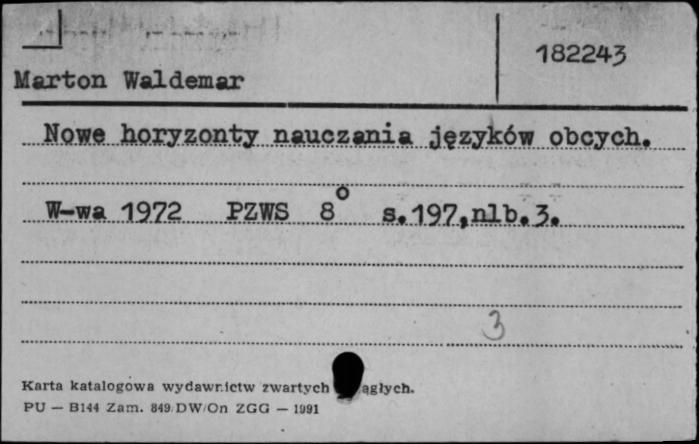 182243
Marton Waldemar
Nowe horyzonty nauczania języków obcych.
W-wa 1972 PZWS 8° s.197,nlb.3.
3
Karta katalogowa wydawnictw zwartych ągłych.
PU — B144 Zam. 849/DW/On ZGG — 1991